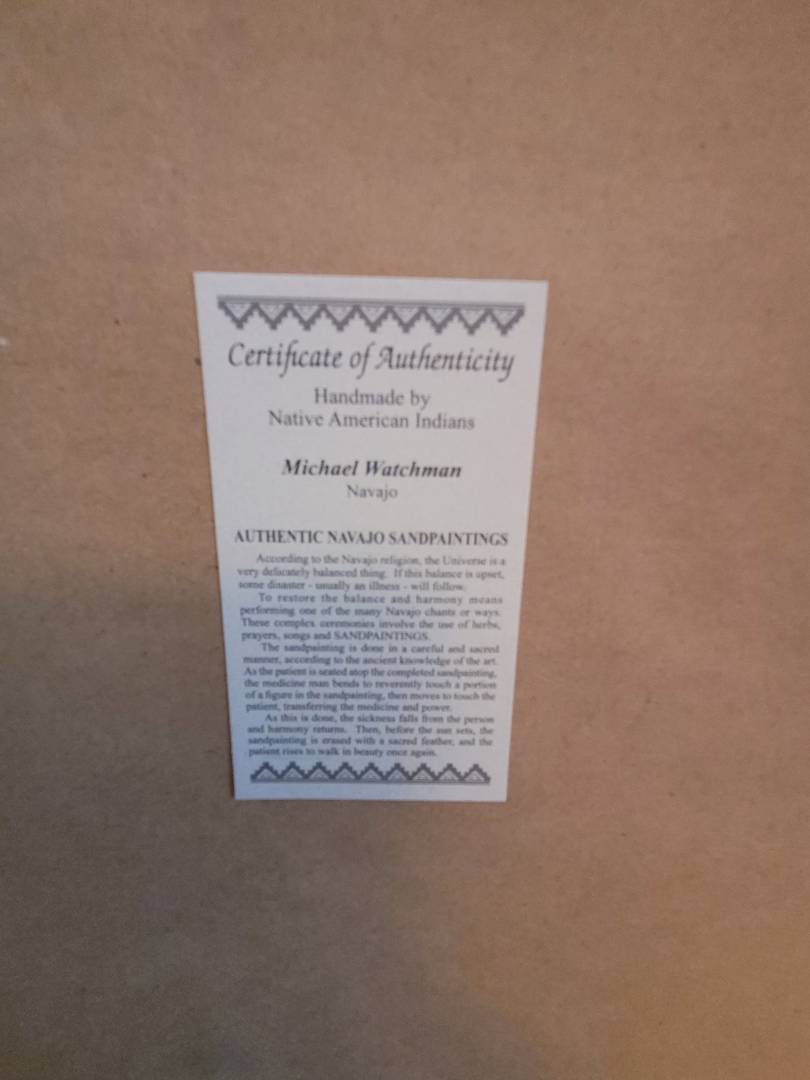 Certificate of Authenticity
Handmade by
Native American Indians
Michael Watchman
Navajo
AUTHENTIC NAVAJO SANDPAINTINGS
According to the Navajo religion, the Universe is a
very delicately balanced thing. If this balance is upset,
some disaster - usually an illness - will follow.
To restore the balance and harmony means
performing one of the many Navajo chants or ways.
These complex ceremonies involve the use of herbs,
prayers, songs and SANDPAINTINGS.
The sandpainting is done in a careful and sacred
manner, according to the ancient knowledge of the art.
As the patient is seated atop the completed sandpainting,
the medicine man bends to reverently touch a portion
of a figure in the sandpainting, then moves to touch the
patient, transferring the medicine and power.
As this is done, the sickness falls from the person
and harmony returns. Then, before the sun sets, the
sandpainting is erased with a sacred feather, and the
patient rises to walk in beauty once again.